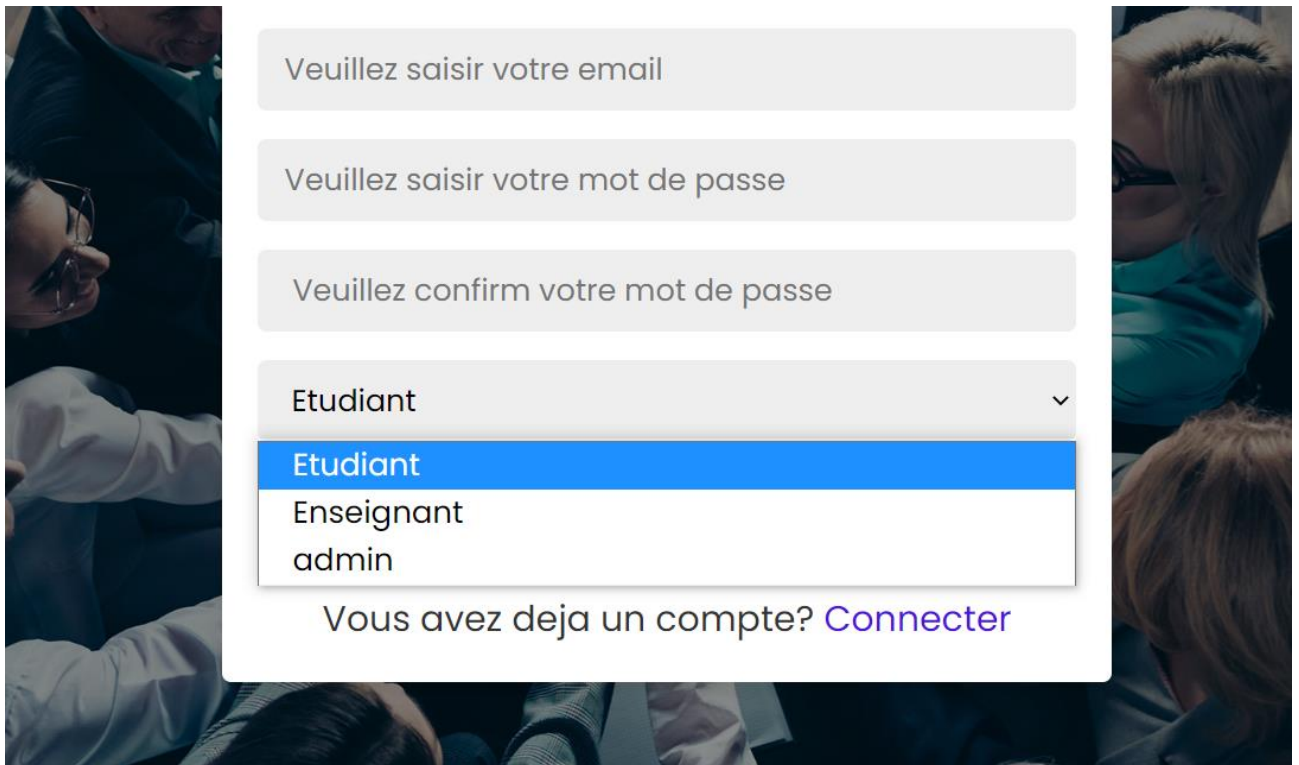 Veuillez saisir votre email
Veuillez saisir votre mot de passe
Veuillez confirm votre mot de passe
Etudiant
Etudiant
Enseignant
admin
Vous avez deja un compte? Connecter